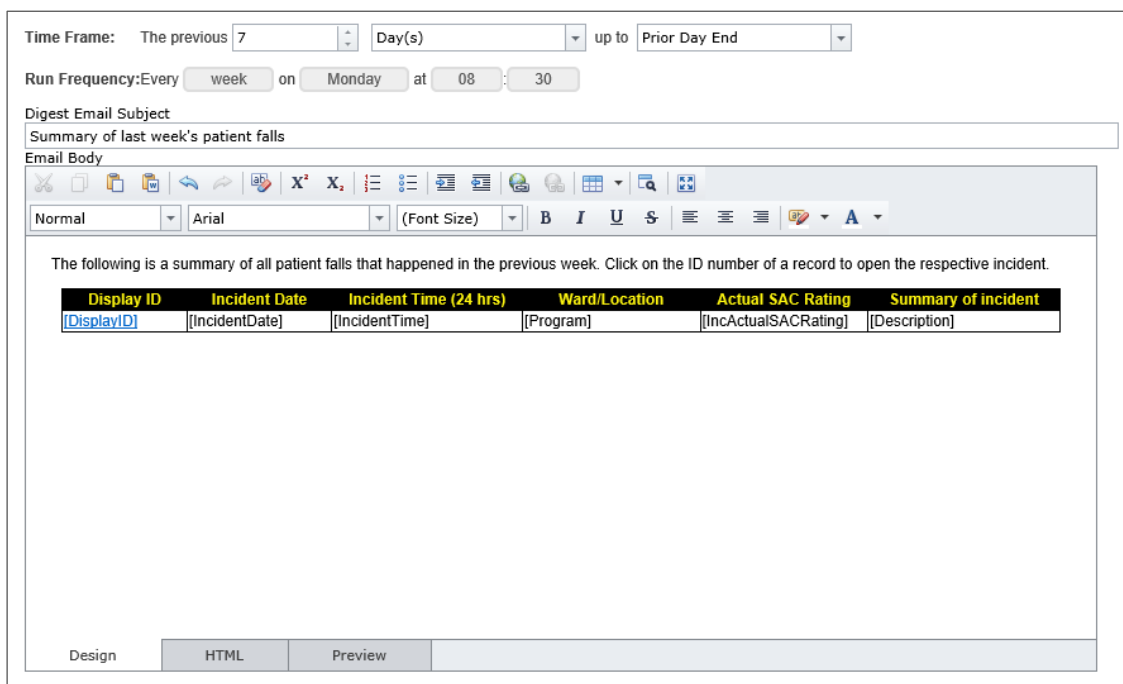 Time Frame: The previous 7 Day(s) up to Prior Day End
Run Frequency:Every week on Monday at 08 : 30
Digest Email Subject
Summary of last week's patient falls
Email Body
X² X₂
Normal Arial (Font Size) B I U S A
The following is a summary of all patient falls that happened in the previous week. Click on the ID number of a record to open the respective incident.
Display ID Incident Date Incident Time (24 hrs) Ward/Location Actual SAC Rating Summary of incident
[DisplayID] [IncidentDate] [IncidentTime] [Program] [IncActualSACRating] [Description]
Design HTML Preview